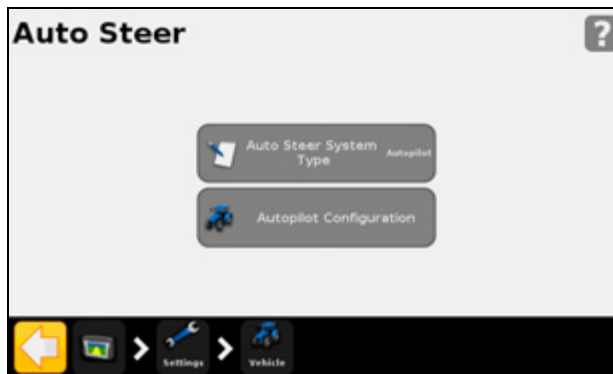 Auto Steer
?
Auto Steer System
Type
Autopilot
Autopilot Configuration
Settings
Vehicle